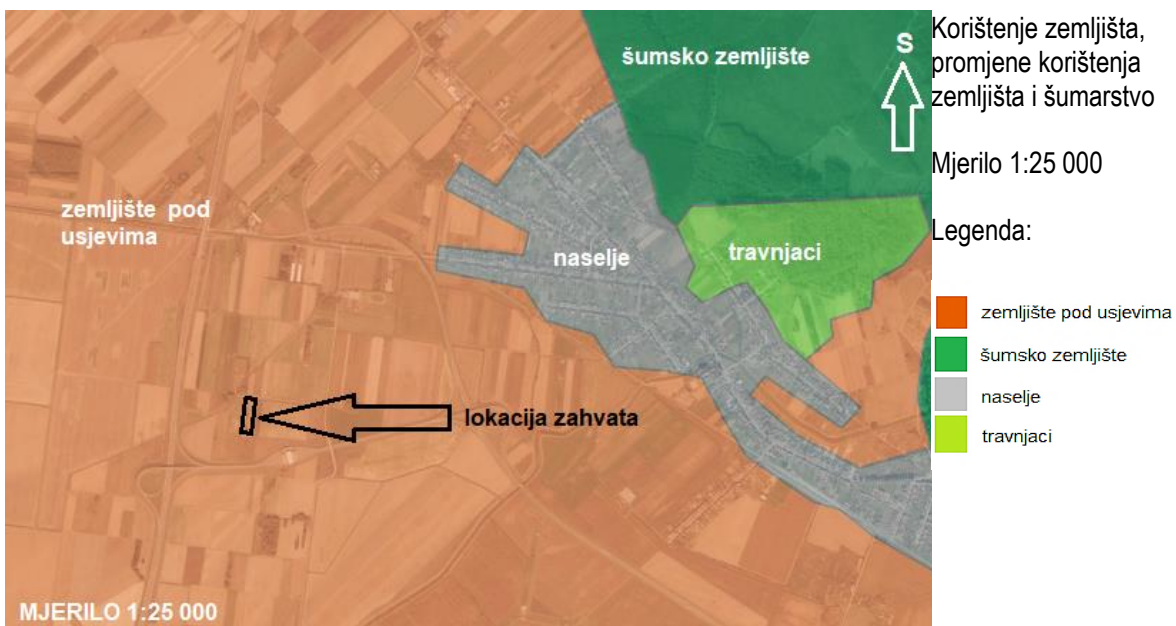 šumsko zemljište
S
zemljište pod
usjevima
naselje
travnjaci
lokacija zahvata
MJERILO 1:25 000
Korištenje zemljišta,
promjene korištenja
zemljišta i šumarstvo
Mjerilo 1:25 000
Legenda:
zemljište pod usjevima
šumsko zemljište
naselje
travnjaci